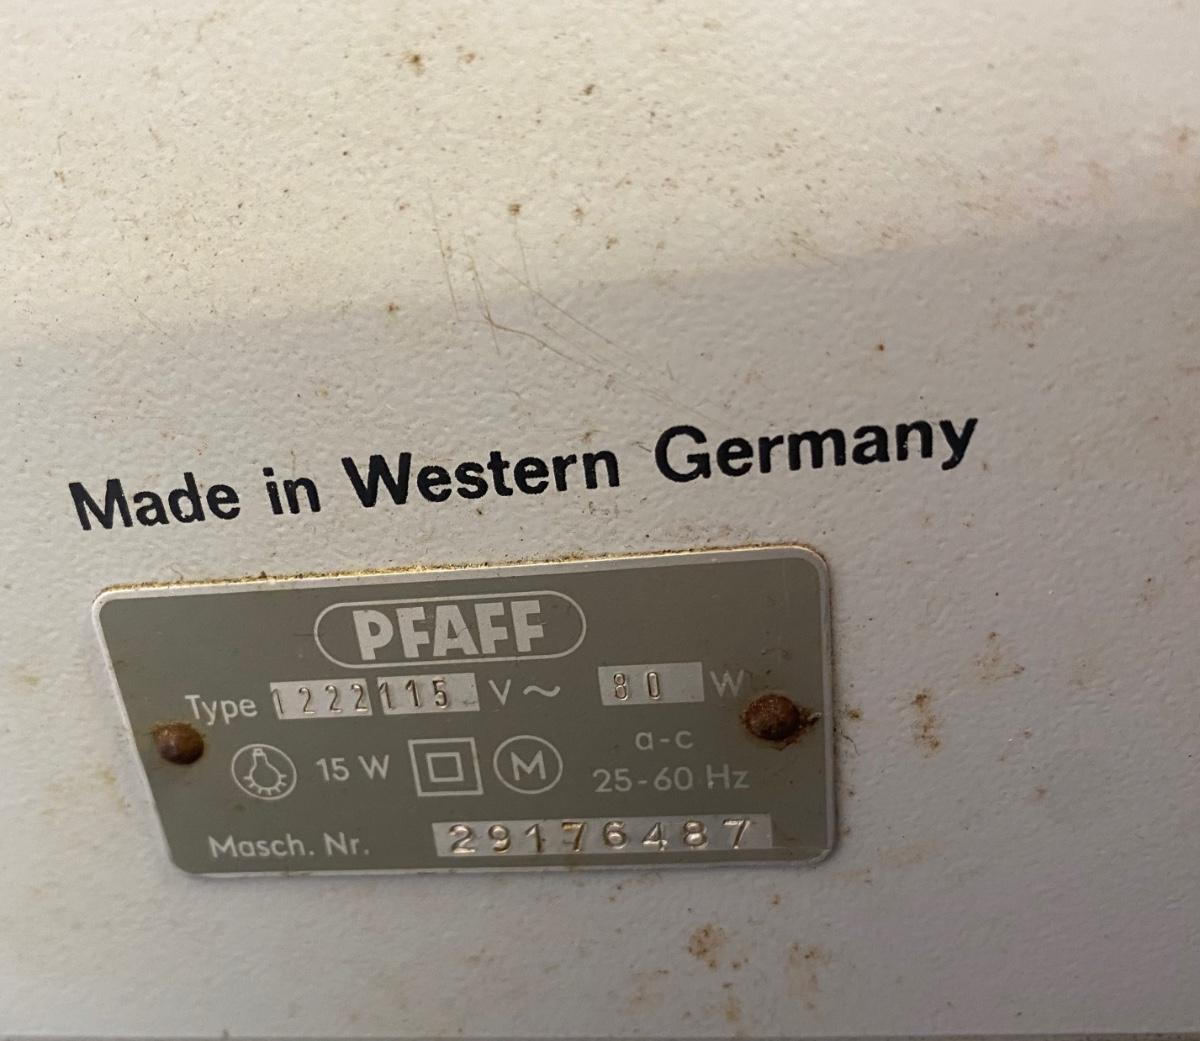 Made in Western Germany
PFAFF
Type 1222 115 V~ 80 W
15 W M a-c
25-60 Hz
Masch. Nr. 29176487